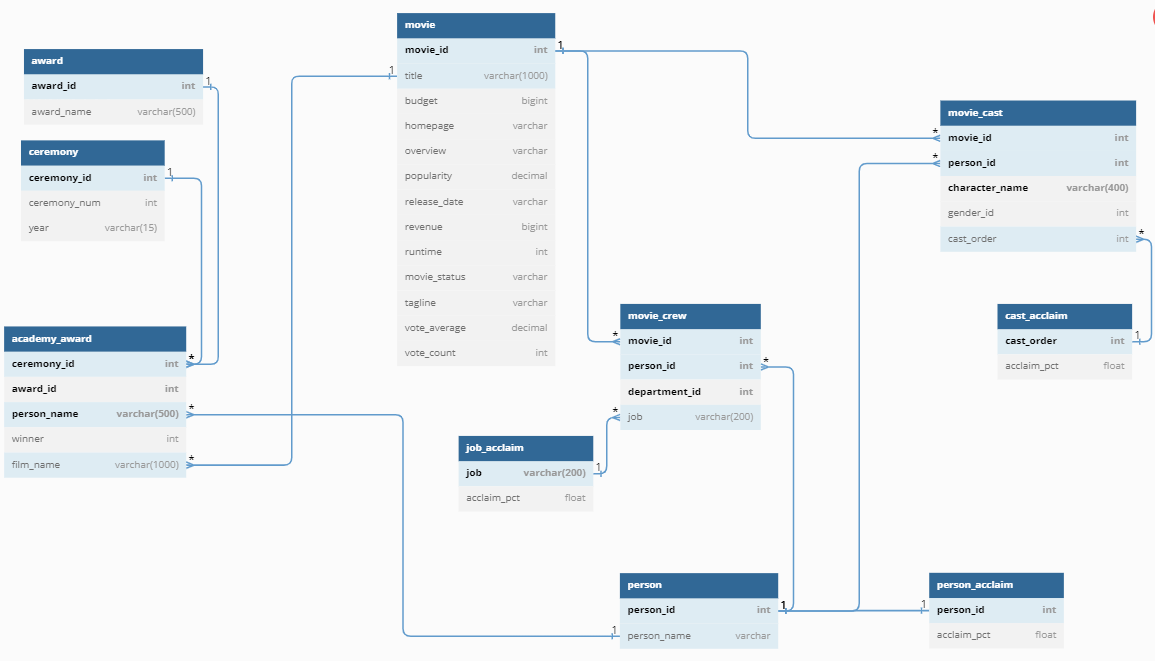 award
award_id int
award_name varchar(500)
ceremony
ceremony_id int
ceremony_num int
year varchar(15)
academy_award
ceremony_id int
award_id int
person_name varchar(500)
winner int
film_name varchar(1000)
movie
movie_id int
title varchar(1000)
budget bigint
homepage varchar
overview varchar
popularity decimal
release_date varchar
revenue bigint
runtime int
movie_status varchar
tagline varchar
vote_average decimal
vote_count int
movie_crew
movie_id int
person_id int
department_id int
job varchar(200)
job_acclaim
job varchar(200)
acclaim_pct float
person
person_id int
person_name varchar
movie_cast
movie_id int
person_id int
character_name varchar(400)
gender_id int
cast_order int
cast_acclaim
cast_order int
acclaim_pct float
person_acclaim
person_id int
acclaim_pct float
1
1
1
1
1
1
1
1
1
*
*
*
*
*
*
*
*
*